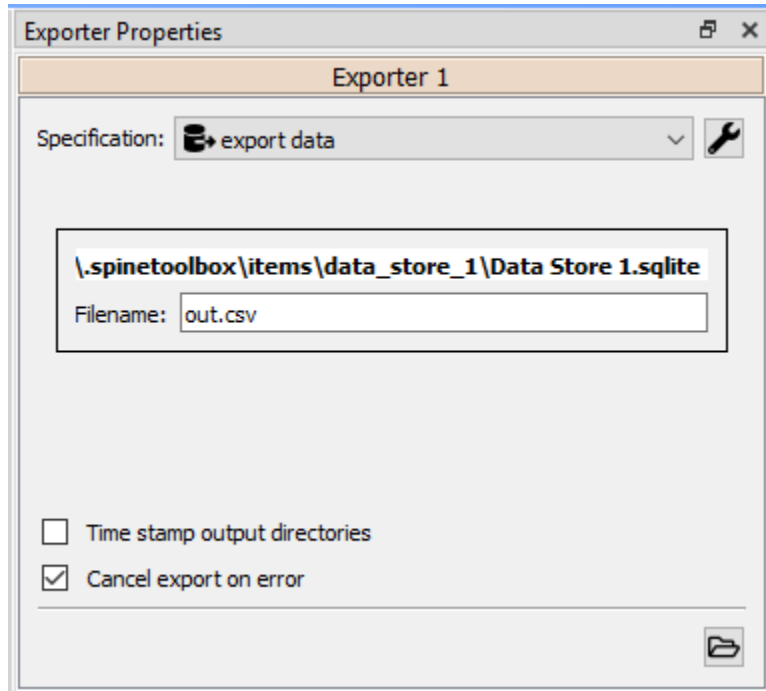 Exporter Properties
Exporter 1
Specification: export data
\.spinetoolbox\items\data_store_1\Data Store 1.sqlite
Filename: out.csv
Time stamp output directories
Cancel export on error